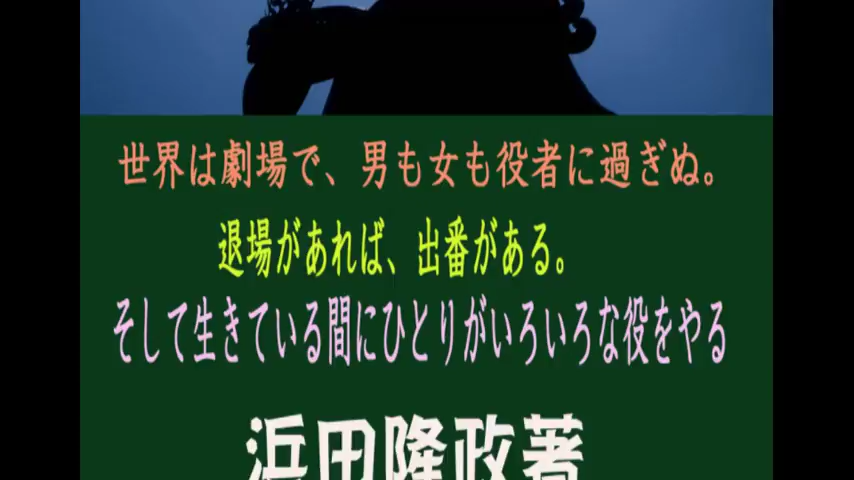 世界は劇場で、男も女も役者に過ぎぬ。
退場があれば、出番がある。
そして生きている間にひとりがいろいろな役をやる
浜田隆政著